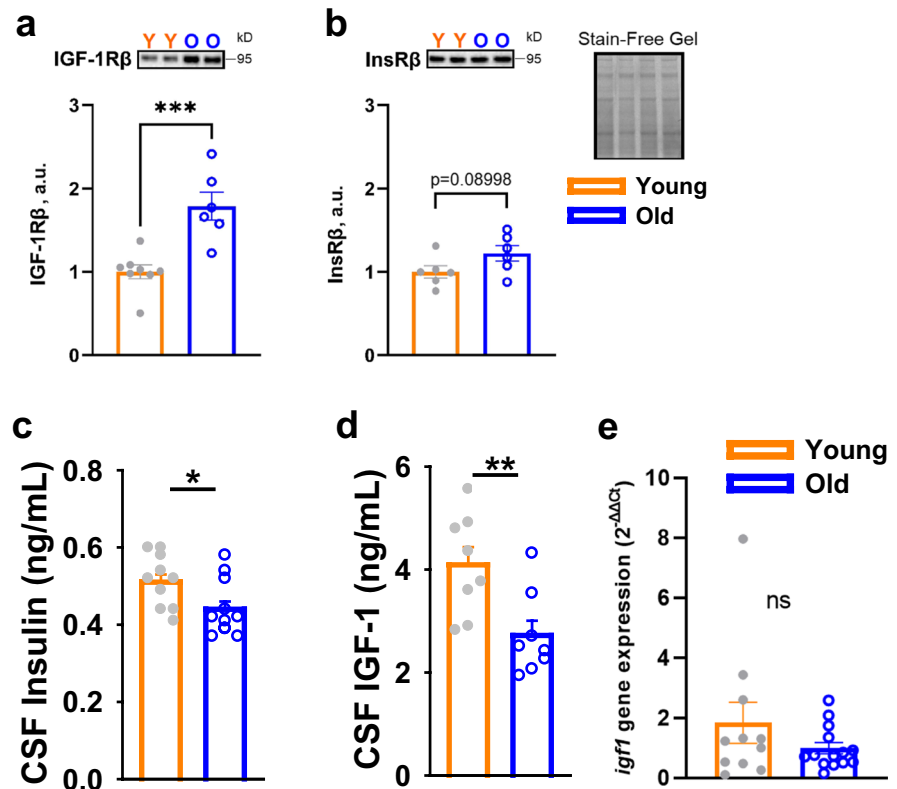 a
Y Y O O kD
IGF-1Rβ 95
***
3
2
1
0
IGF-1Rβ, a.u.
b
Y Y O O kD
InsRβ 95
p=0.08998
3
2
1
0
InsRβ, a.u.
Stain-Free Gel
Young
Old
c
*
0.8
0.6
0.4
0.2
0.0
CSF Insulin (ng/mL)
d
**
6
4
2
0
CSF IGF-1 (ng/mL)
e
Young
Old
10
8
6
4
2
0
ns
igf1 gene expression (2^-ΔΔCt)